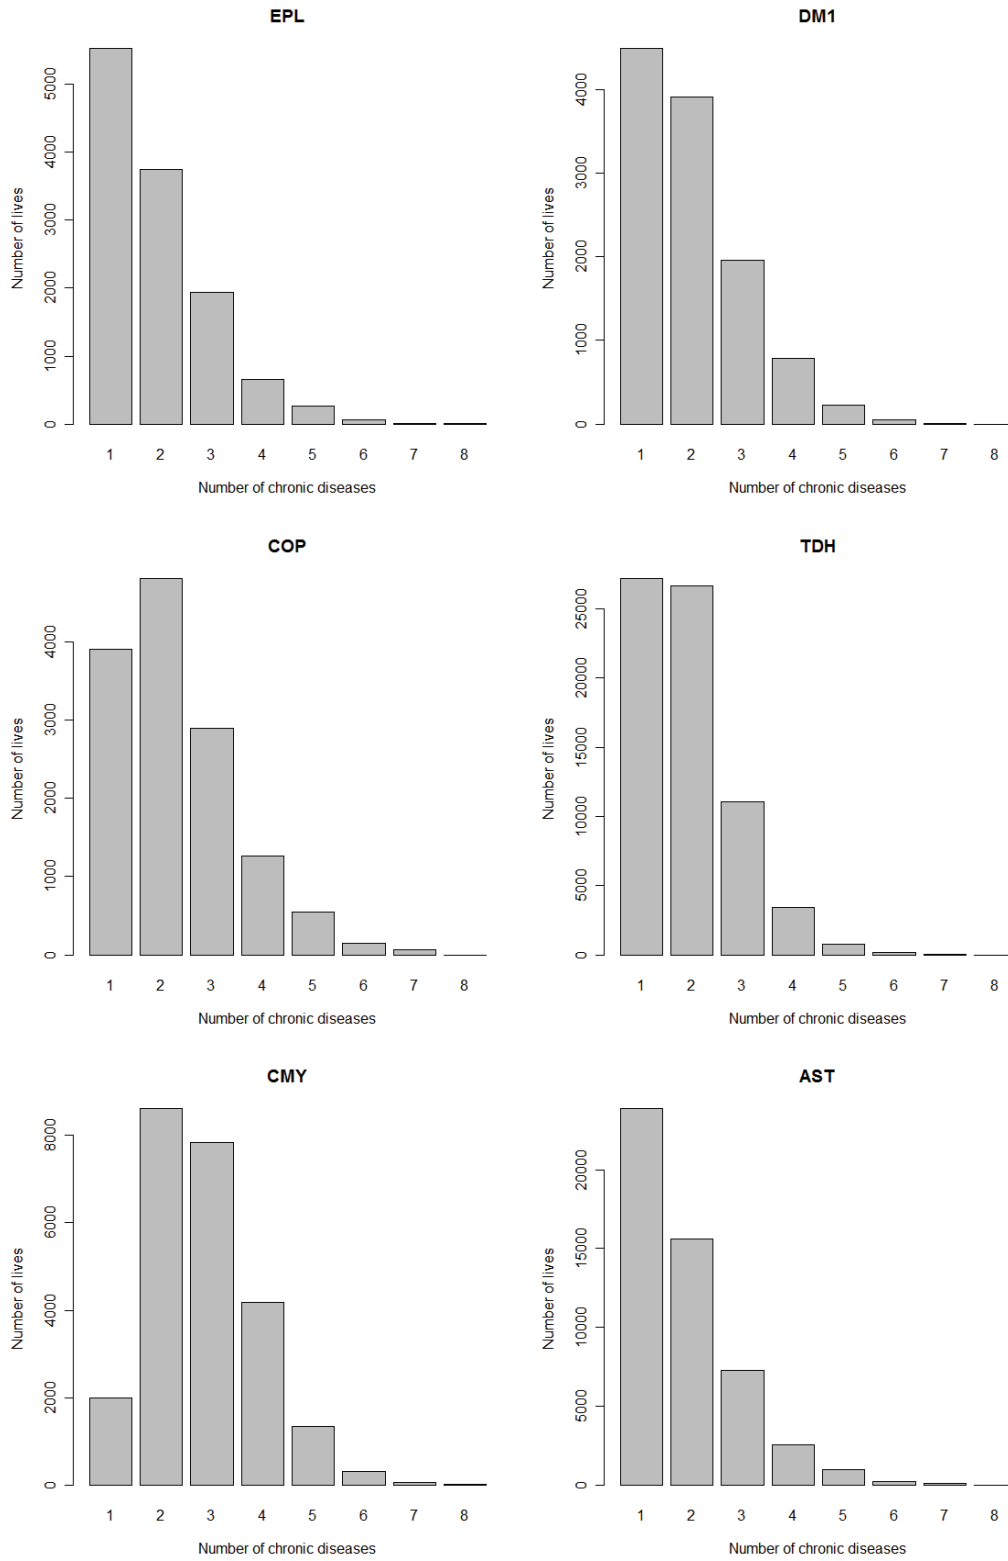 EPL
Number of lives
5000
4000
3000
2000
1000
0
1 2 3 4 5 6 7 8
Number of chronic diseases
DM1
Number of lives
4000
3000
2000
1000
0
1 2 3 4 5 6 7 8
Number of chronic diseases
COP
Number of lives
4000
3000
2000
1000
0
1 2 3 4 5 6 7 8
Number of chronic diseases
TDH
Number of lives
25000
20000
15000
10000
5000
0
1 2 3 4 5 6 7 8
Number of chronic diseases
CMY
Number of lives
8000
6000
4000
2000
0
1 2 3 4 5 6 7 8
Number of chronic diseases
AST
Number of lives
20000
15000
10000
5000
0
1 2 3 4 5 6 7 8
Number of chronic diseases